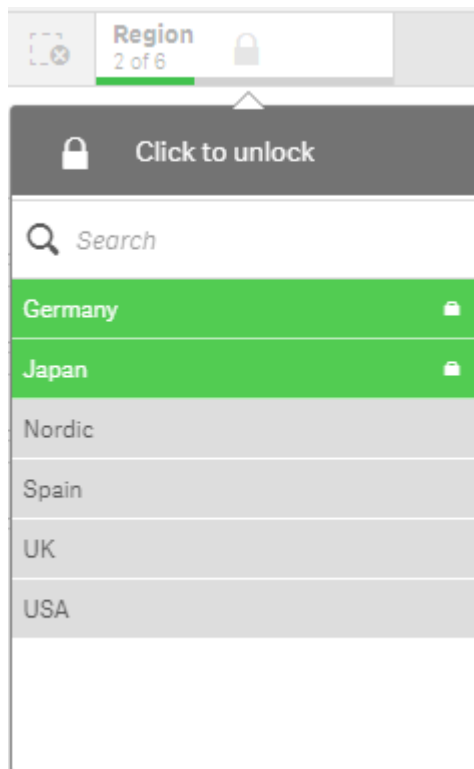 Region
2 of 6
Click to unlock
Search
Germany
Japan
Nordic
Spain
UK
USA